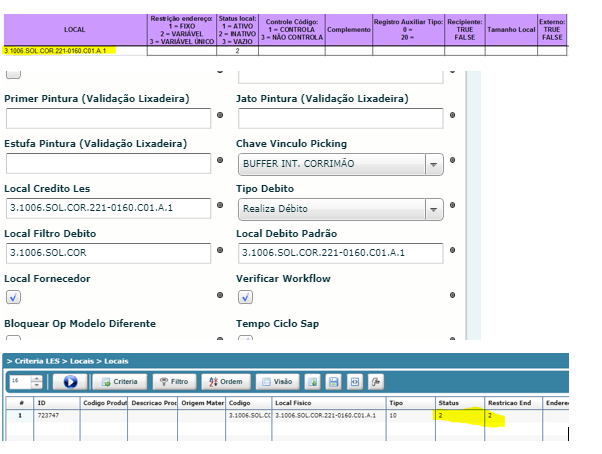 LOCAL
Restrição endereço:
1 = FIXO
2 = VARIÁVEL
3 = VARIÁVEL ÚNICO
Status local:
1 = ATIVO
2 = INATIVO
3 = VAZIO
Controle Código:
1 = CONTROLA
3 = NÃO CONTROLA
Complemento
Registro Auxiliar Tipo:
0 =
20 =
Recipiente:
TRUE
FALSE
Tamanho Local
Externo:
TRUE
FALSE
3.1006.SOL.COR.221-0160.C01.A.1 2
Primer Pintura (Validação Lixadeira) Jato Pintura (Validação Lixadeira)
Estufa Pintura (Validação Lixadeira) Chave Vinculo Picking
BUFFER INT. CORRIMÃO
Local Credito Les Tipo Debito
3.1006.SOL.COR.221-0160.C01.A.1 Realiza Débito
Local Filtro Debito Local Debito Padrão
3.1006.SOL.COR 3.1006.SOL.COR.221-0160.C01.A.1
Local Fornecedor Verificar Workflow
Bloquear Op Modelo Diferente Tempo Ciclo Sap
> Criteria LES > Locais > Locais
16 Criteria Filtro Ordem Visão
# ID Codigo Produt Descricao Proc Origem Mater Codigo Local Fisico Tipo Status Restricao End Endere
1 723747 3.1006.SOL.CC 3.1006.SOL.COR.221-0160.C01.A.1 10 2 2